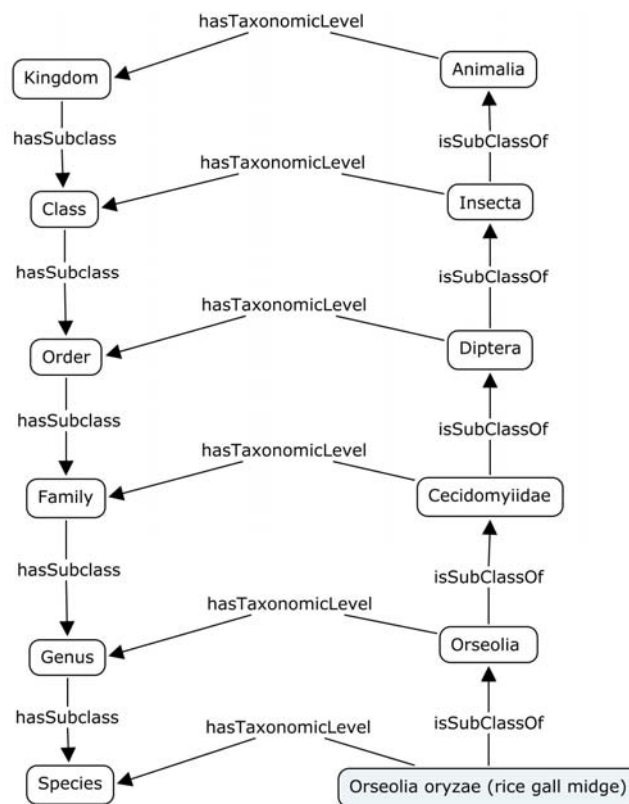 hasTaxonomicLevel
Kingdom
Animalia
hasSubclass
isSubClassOf
hasTaxonomicLevel
Class
Insecta
hasSubclass
isSubClassOf
hasTaxonomicLevel
Order
Diptera
hasSubclass
isSubClassOf
hasTaxonomicLevel
Family
Cecidomyiidae
hasSubclass
isSubClassOf
hasTaxonomicLevel
Genus
Orseolia
hasSubclass
isSubClassOf
hasTaxonomicLevel
Species
Orseolia oryzae (rice gall midge)